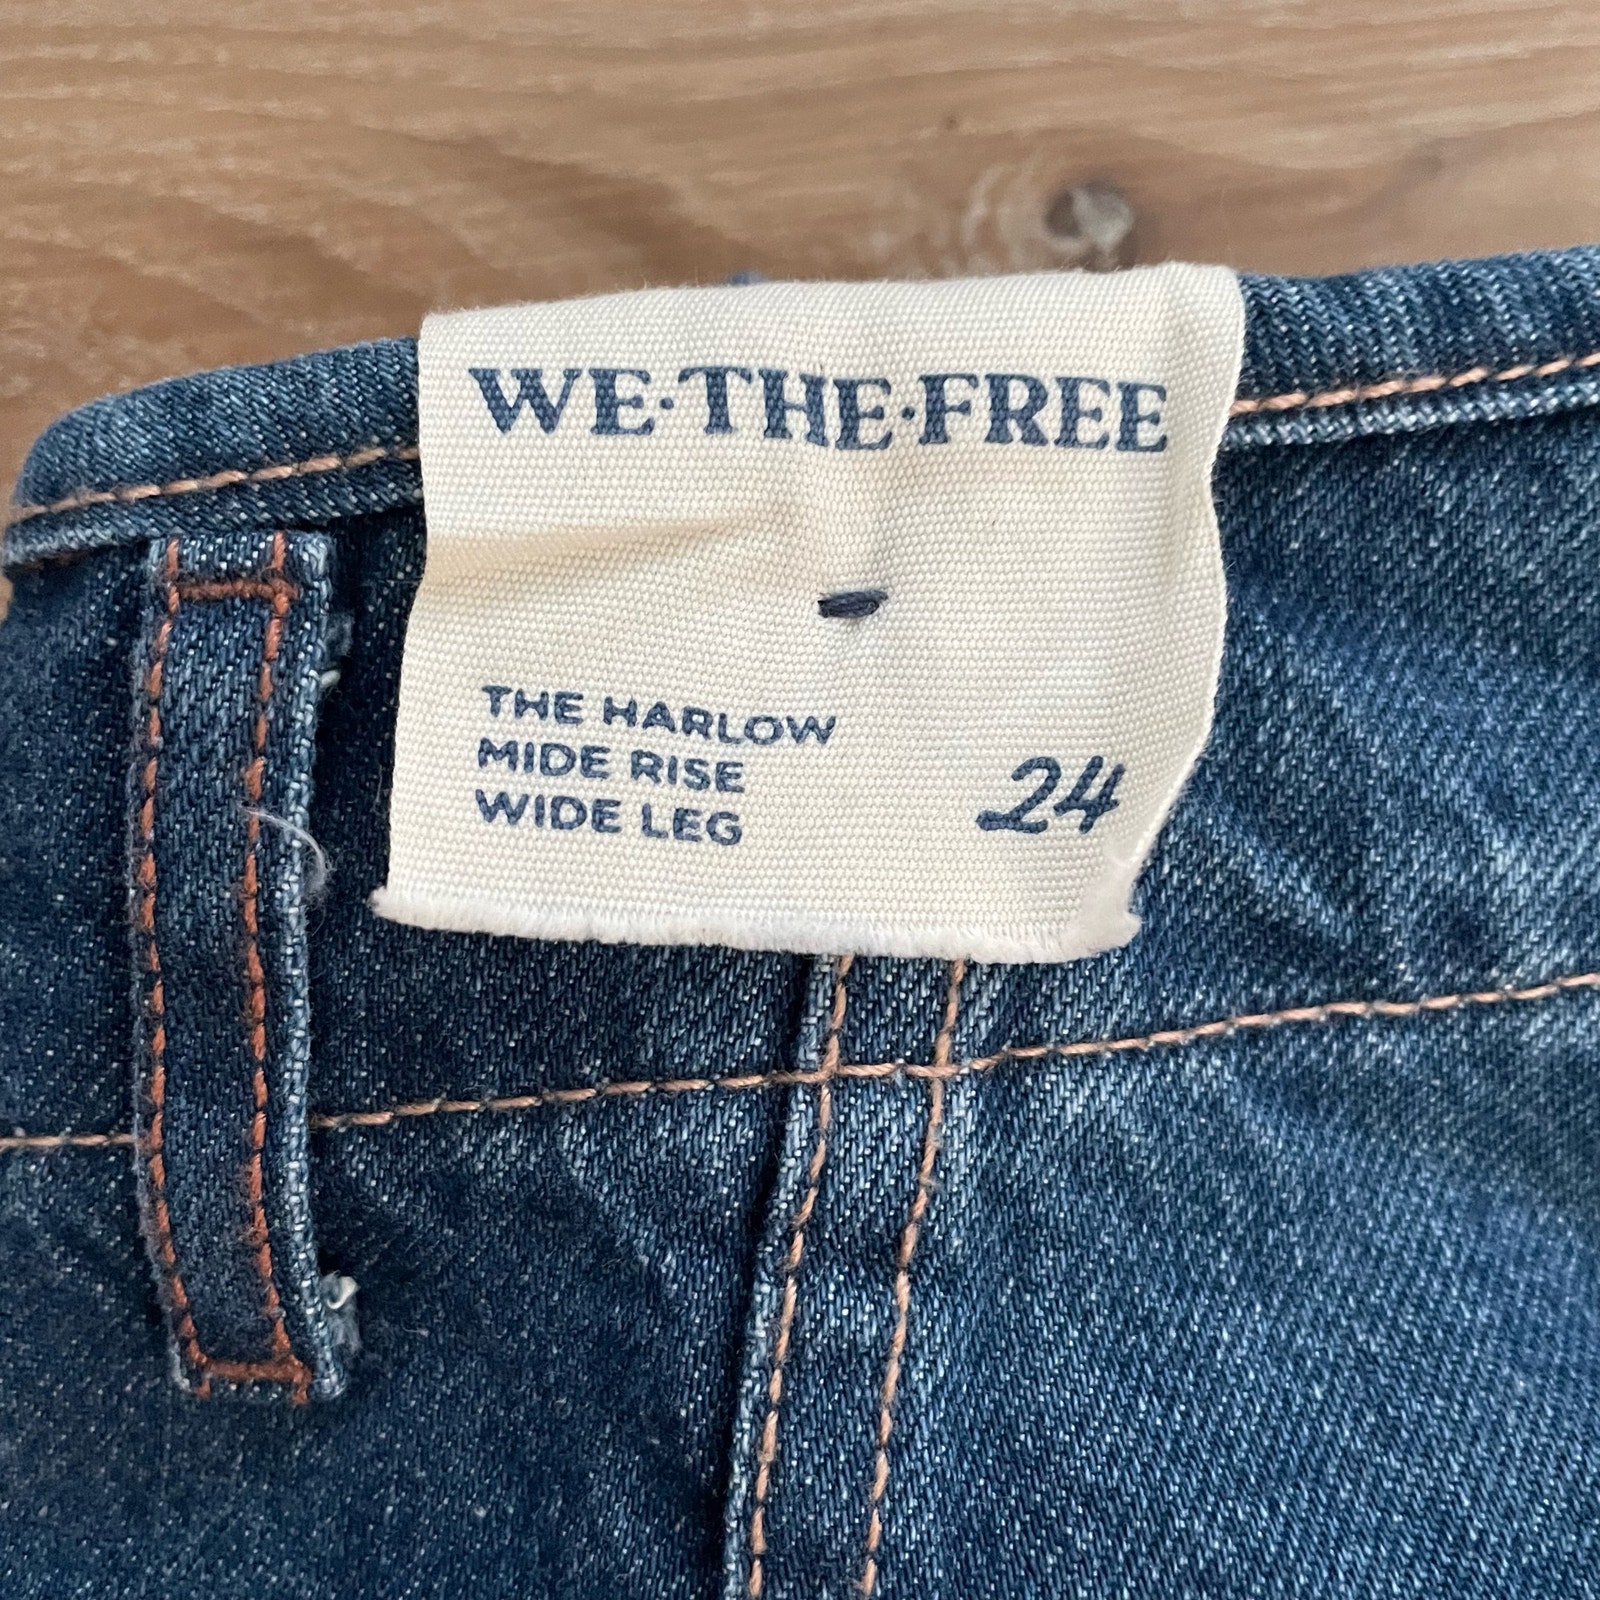 WE·THE·FREE
THE HARLOW
MIDE RISE
WIDE LEG
24